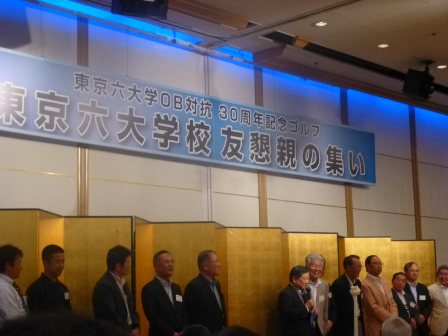 東京六大学OB対抗 30周年記念ゴルフ
東京六大学校友懇親の集い